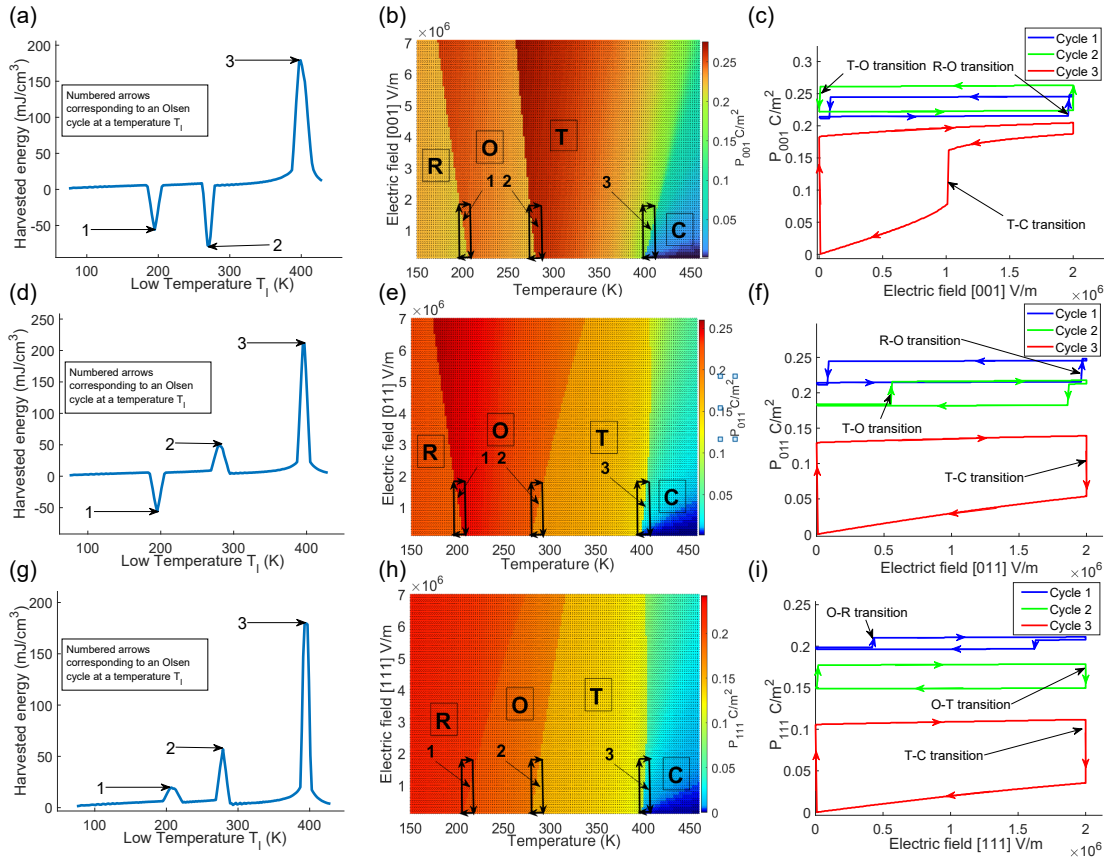 (a)
200
150
100
50
0
-50
100
200
300
400
Harvested energy (mJ/cm³)
Low Temperature T_l (K)
Numbered arrows
corresponding to an Olsen
cycle at a temperature T_l
3
1
2
(b)
×10⁶
7
6
5
4
3
2
1
150 200 250 300 350 400 450
Electric field [001] V/m
Temperaure (K)
R
O
T
C
1
2
3
0.25
0.2
0.15
0.1
0.05
0
P₀₀₁ C/m²
(c)
0.3
0.25
0.2
0.15
0.1
0.05
0
0 0.5 1 1.5 2
×10⁶
P₀₀₁ C/m²
Electric field [001] V/m
T-O transition
R-O transition
T-C transition
Cycle 1
Cycle 2
Cycle 3
(d)
250
200
150
100
50
0
-50
100
200
300
400
Harvested energy (mJ/cm³)
Low Temperature T_l (K)
Numbered arrows
corresponding to an Olsen
cycle at a temperature T_l
3
2
1
(e)
×10⁶
7
6
5
4
3
2
1
150 200 250 300 350 400 450
Electric field [011] V/m
Temperature (K)
R
O
T
C
1
2
3
0.25
0.2
0.15
0.1
0.05
0
P₀₁₁ C/m²
(f)
0.25
0.2
0.15
0.1
0.05
0
0 0.5 1 1.5 2
×10⁶
P₀₁₁ C/m²
Electrict field [011] V/m
R-O transition
T-O transition
T-C transition
Cycle 1
Cycle 2
Cycle 3
(g)
200
150
100
50
0
100
200
300
400
Harvested energy (mJ/cm³)
Low Temperature T_l (K)
Numbered arrows
corresponding to an Olsen
cycle at a temperature T_l
3
2
1
(h)
×10⁶
7
6
5
4
3
2
1
150 200 250 300 350 400 450
Electric field [111] V/m
Temperature (K)
R
O
T
C
1
2
3
0.2
0.15
0.1
0.05
0
P₁₁₁ C/m²
(i)
0.25
0.2
0.15
0.1
0.05
0
0 0.5 1 1.5 2
×10⁶
P₁₁₁ C/m²
Electric field [111] V/m
O-R transition
O-T transition
T-C transition
Cycle 1
Cycle 2
Cycle 3